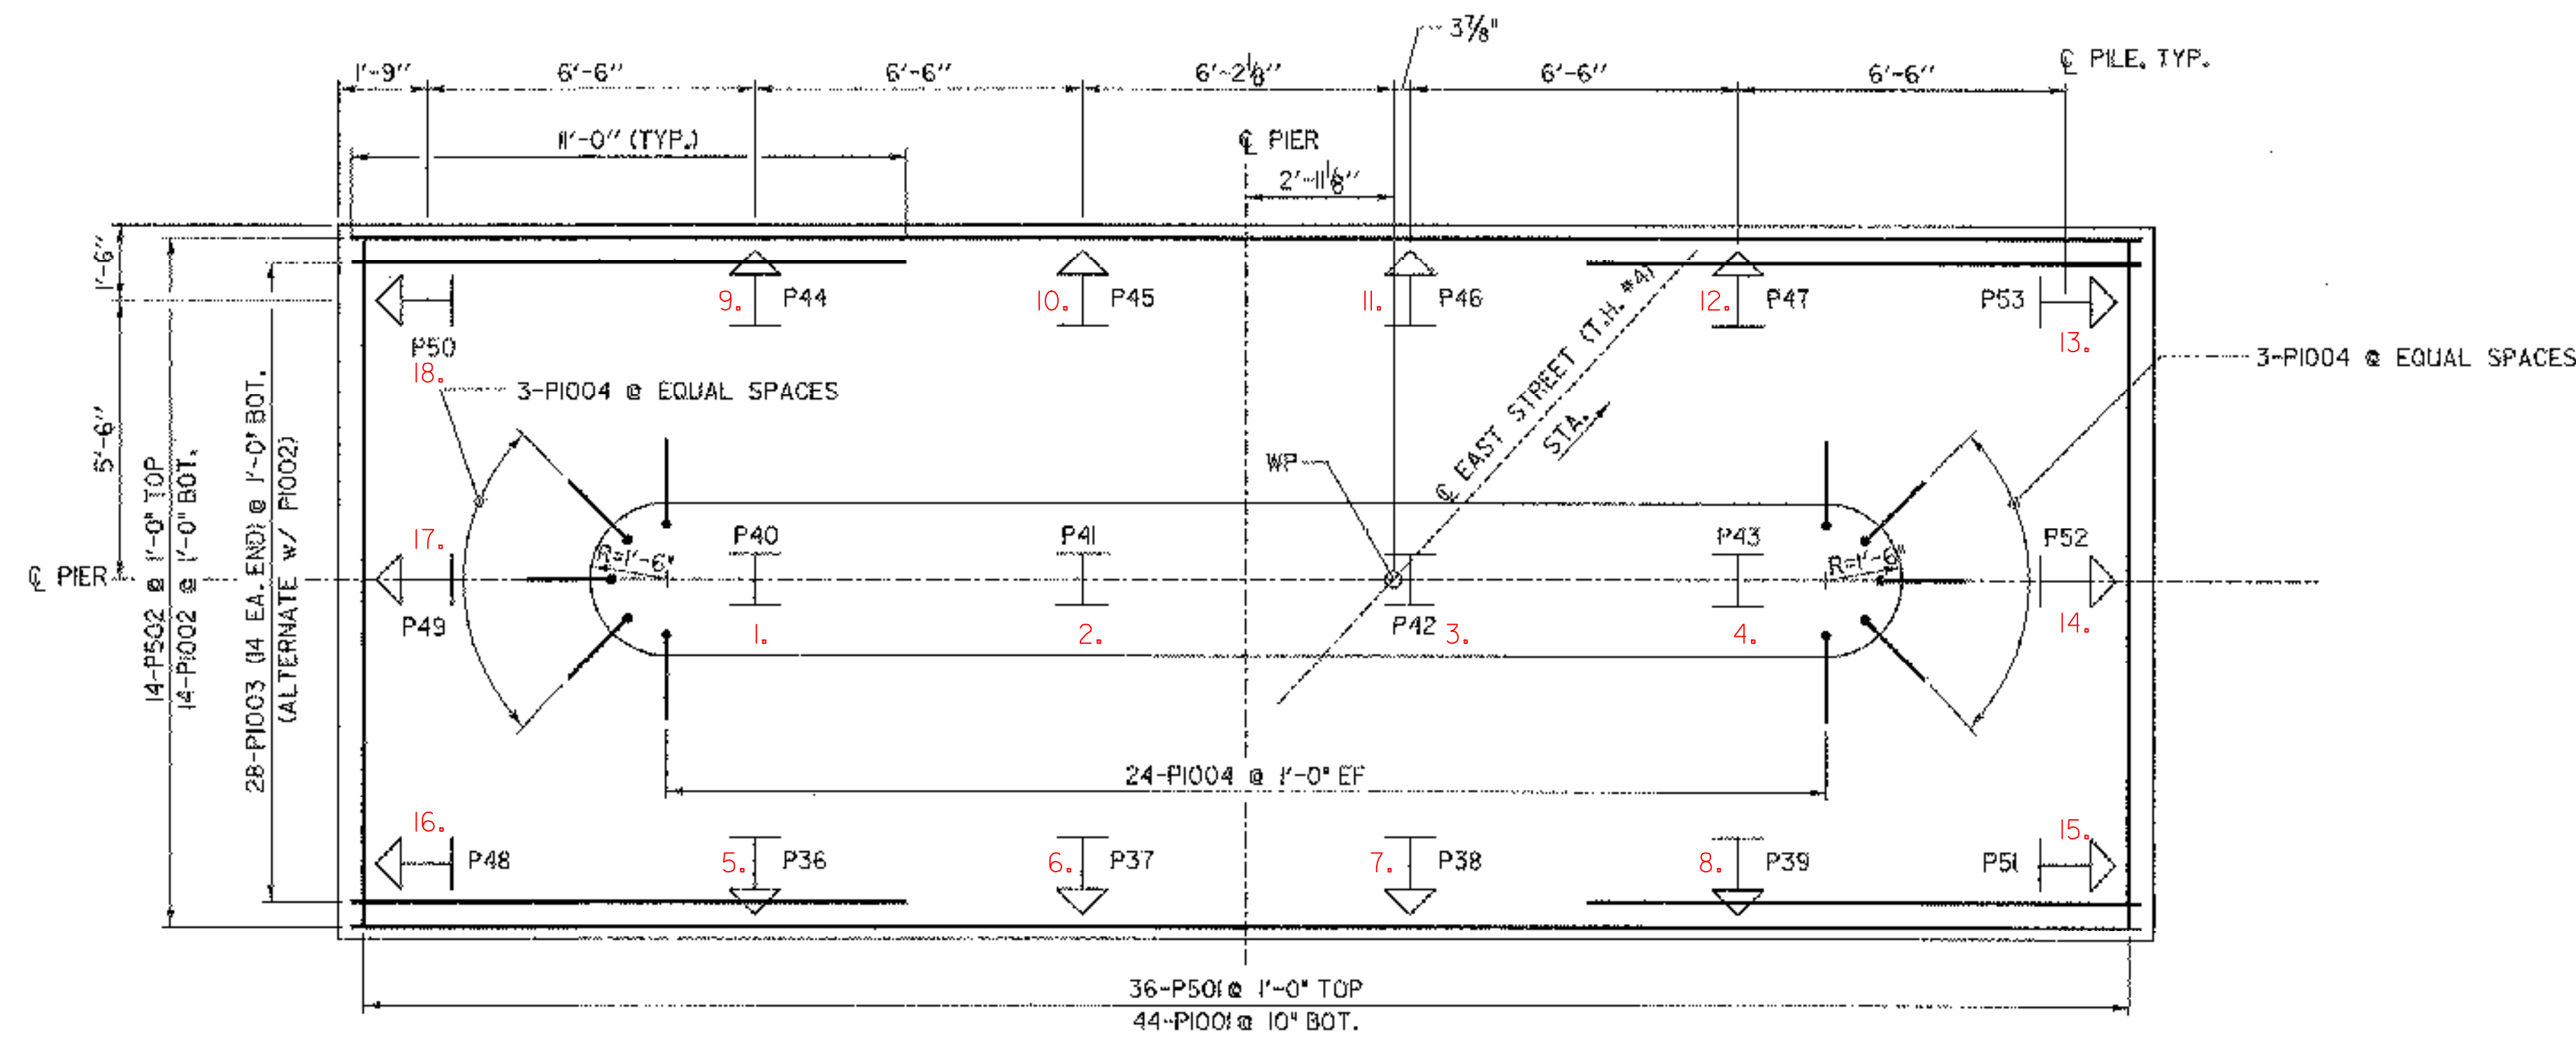 3⅞"
1'-9" 6'-6" 6'-6" 6'-2⅛" 6'-6" 6'-6" ℄ PILE, TYP.
11'-0" (TYP.) ℄ PIER
2'-11⅛"
1'-6"
9. P44 10. P45 11. P46 12. P47 P53
13.
P50
18.
3-P1004 @ EQUAL SPACES
3-P1004 @ EQUAL SPACES
℄ EAST STREET (T.H. #4)
STA.
5'-6"
WP
17. P40 P41 P43 P52
R=1'-6" R=1'-6"
℄ PIER
P49 1. 2. P42 3. 4. 14.
14-P502 @ 1'-0" TOP
14-P1002 @ 1'-0" BOT.
28-P1003 (14 EA. END) @ 1'-0" BOT.
(ALTERNATE w/ P1002)
24-P1004 @ 1'-0" EF
16. 15.
P48 5. P36 6. P37 7. P38 8. P39 P51
36-P501 @ 1'-0" TOP
44-P1001 @ 10" BOT.